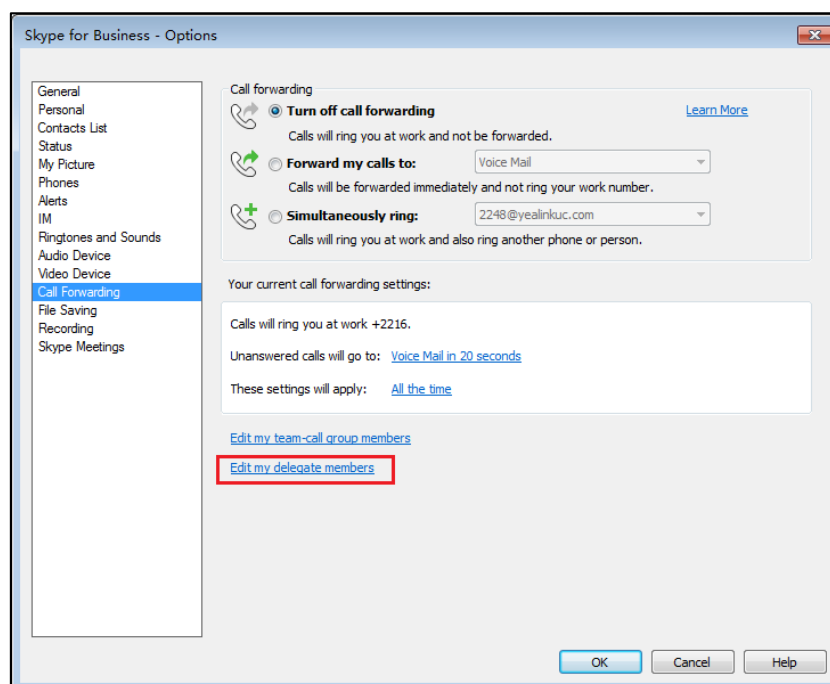 Skype for Business - Options
General
Personal
Contacts List
Status
My Picture
Phones
Alerts
IM
Ringtones and Sounds
Audio Device
Video Device
Call Forwarding
File Saving
Recording
Skype Meetings
Call forwarding
Turn off call forwarding Learn More
Calls will ring you at work and not be forwarded.
Forward my calls to: Voice Mail
Calls will be forwarded immediately and not ring your work number.
Simultaneously ring: 2248@yealinkuc.com
Calls will ring you at work and also ring another phone or person.
Your current call forwarding settings:
Calls will ring you at work +2216.
Unanswered calls will go to: Voice Mail in 20 seconds
These settings will apply: All the time
Edit my team-call group members
Edit my delegate members
OK Cancel Help